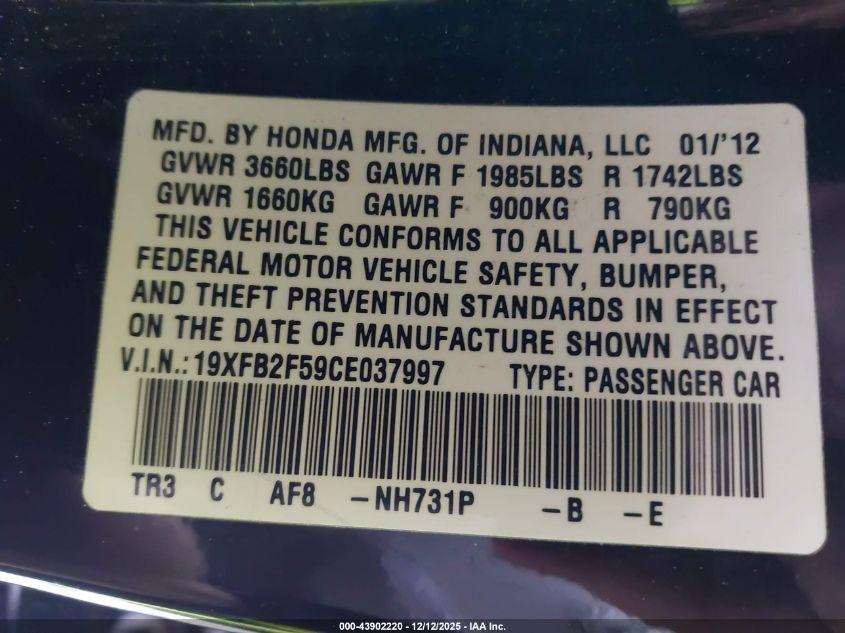 MFD. BY HONDA MFG. OF INDIANA, LLC 01/'12
GVWR 3660LBS GAWR F 1985LBS R 1742LBS
GVWR 1660KG GAWR F 900KG R 790KG
THIS VEHICLE CONFORMS TO ALL APPLICABLE
FEDERAL MOTOR VEHICLE SAFETY, BUMPER,
AND THEFT PREVENTION STANDARDS IN EFFECT
ON THE DATE OF MANUFACTURE SHOWN ABOVE.
V.I.N.: 19XFB2F59CE037997 TYPE: PASSENGER CAR
TR3 C AF8 -NH731P -B -E
000-43902220 - 12/12/2025 - IAA Inc.